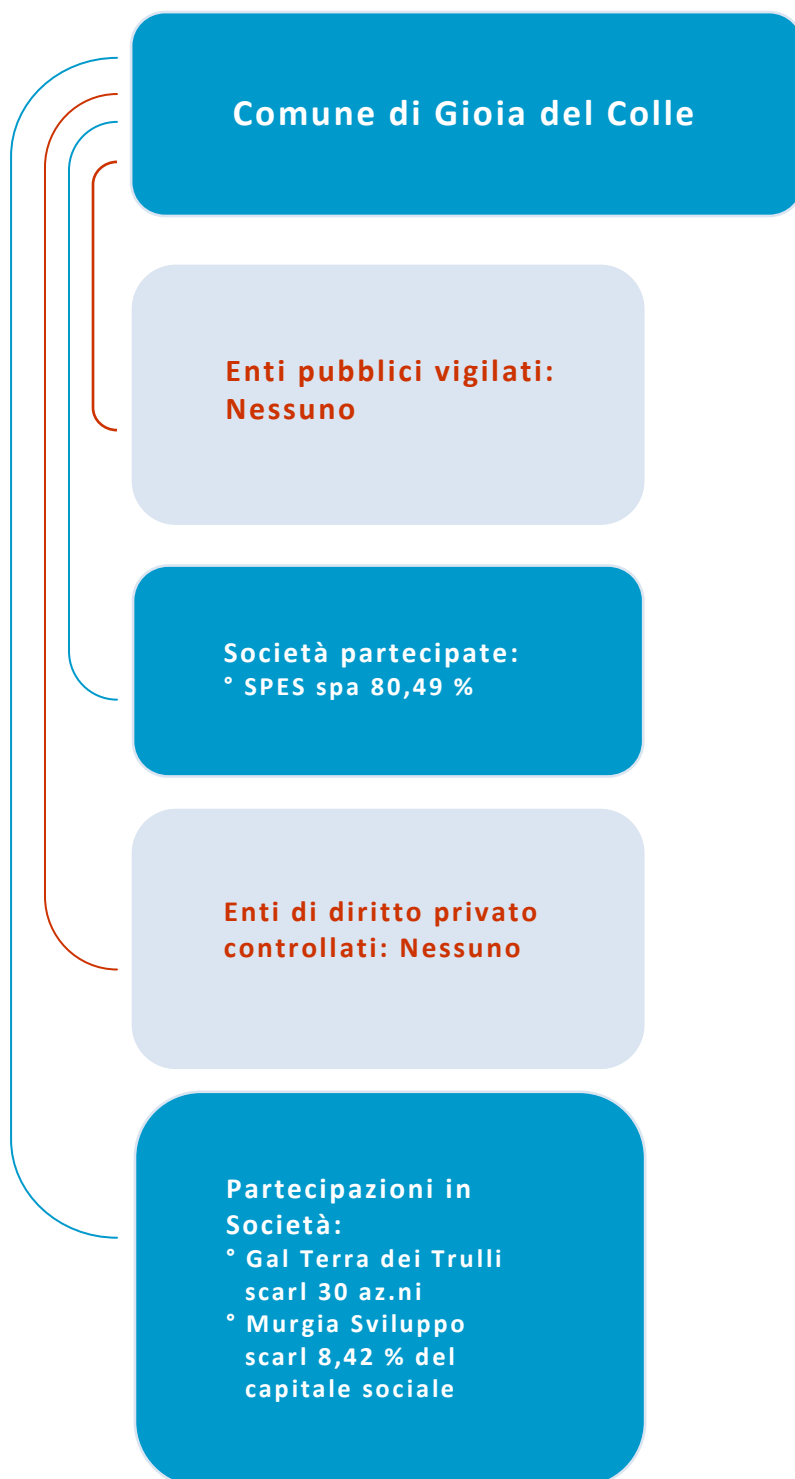 Comune di Gioia del Colle
Enti pubblici vigilati:
Nessuno
Società partecipate:
° SPES spa 80,49 %
Enti di diritto privato
controllati: Nessuno
Partecipazioni in
Società:
° Gal Terra dei Trulli
scarl 30 az.ni
° Murgia Sviluppo
scarl 8,42 % del
capitale sociale